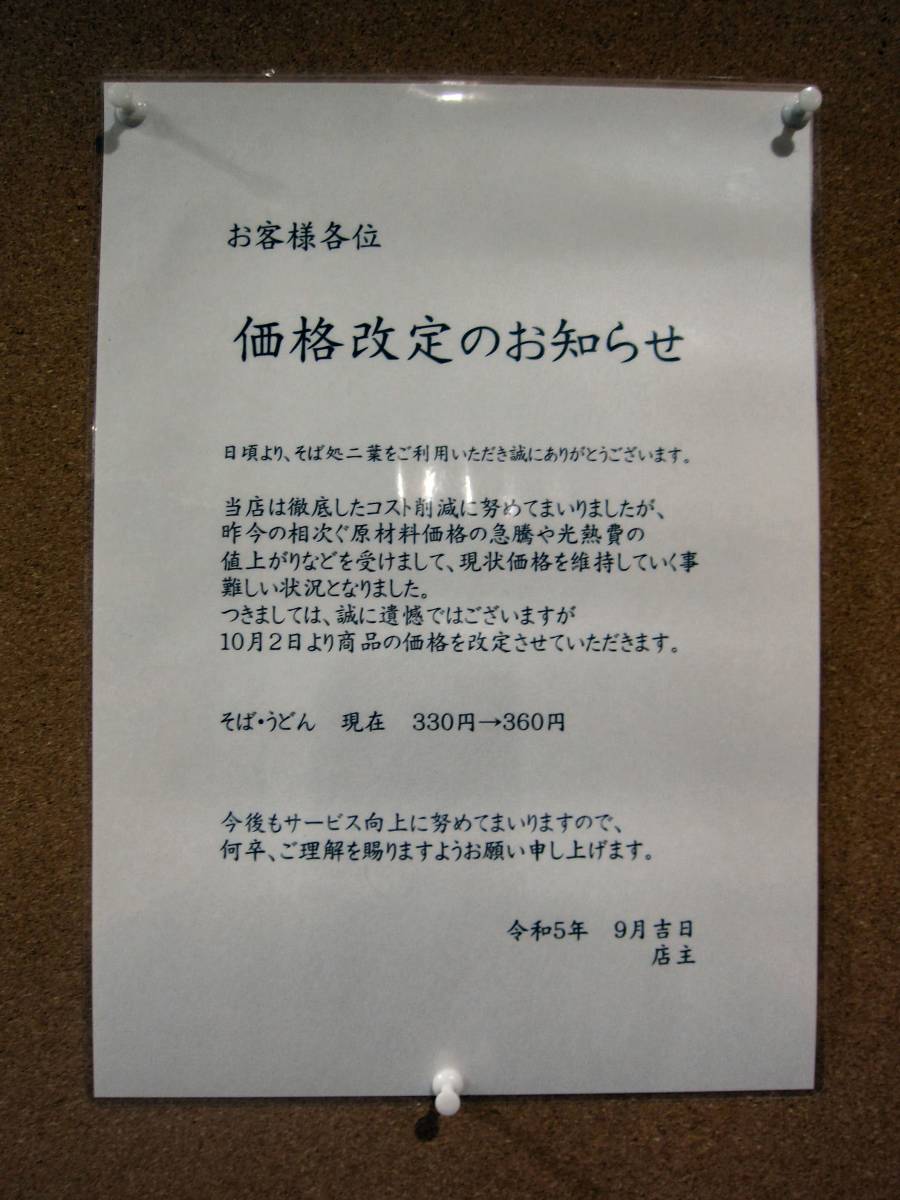 お客様各位
価格改定のお知らせ
日頃より、そば処二葉をご利用いただき誠にありがとうございます。
当店は徹底したコスト削減に努めてまいりましたが、
昨今の相次ぐ原材料価格の急騰や光熱費の
値上がりなどを受けまして、現状価格を維持していく事
難しい状況となりました。
つきましては、誠に遺憾ではございますが
10月2日より商品の価格を改定させていただきます。
そば・うどん　現在　330円→360円
今後もサービス向上に努めてまいりますので、
何卒、ご理解を賜りますようお願い申し上げます。
令和5年　9月吉日
店主